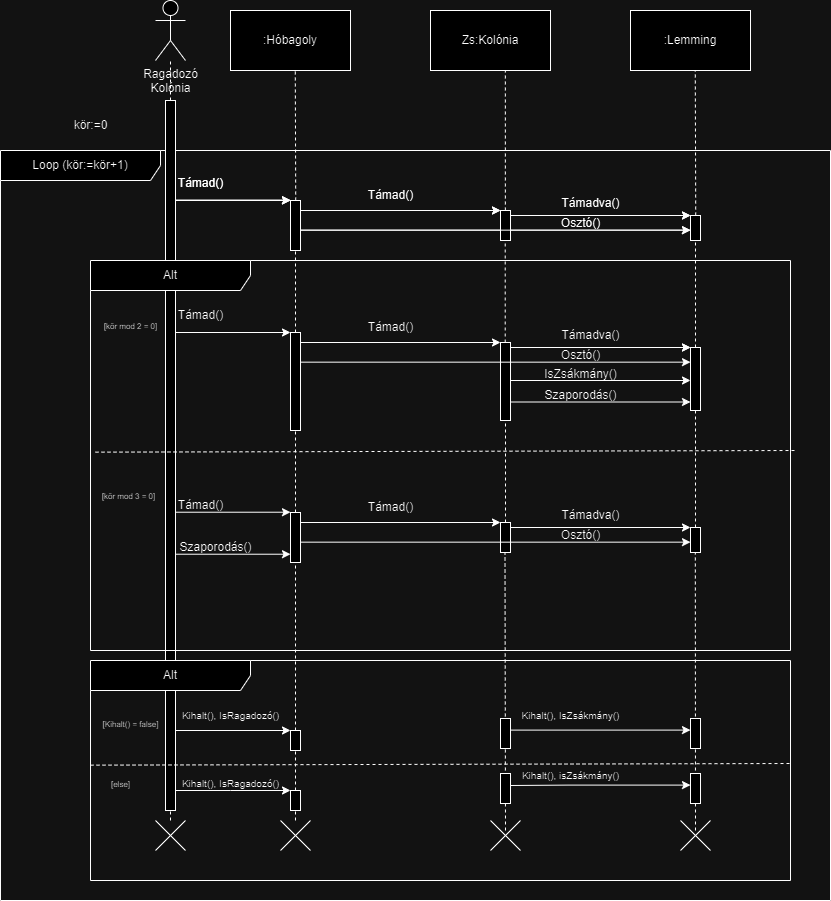 :Hóbagoly
Zs:Kolónia
:Lemming
Ragadozó
Kolónia
kör:=0
Loop (kör:=kör+1)
Támad()
Támad()
Támadva()
Osztó()
Alt
[kör mod 2 = 0]
Támad()
Támad()
Támadva()
Osztó()
IsZsákmány()
Szaporodás()
[kör mod 3 = 0]
Támad()
Támad()
Támadva()
Osztó()
Szaporodás()
Alt
[Kihalt() = false]
Kihalt(), IsRagadozó()
Kihalt(), IsZsákmány()
[else]
Kihalt(), IsRagadozó()
Kihalt(), isZsákmány()